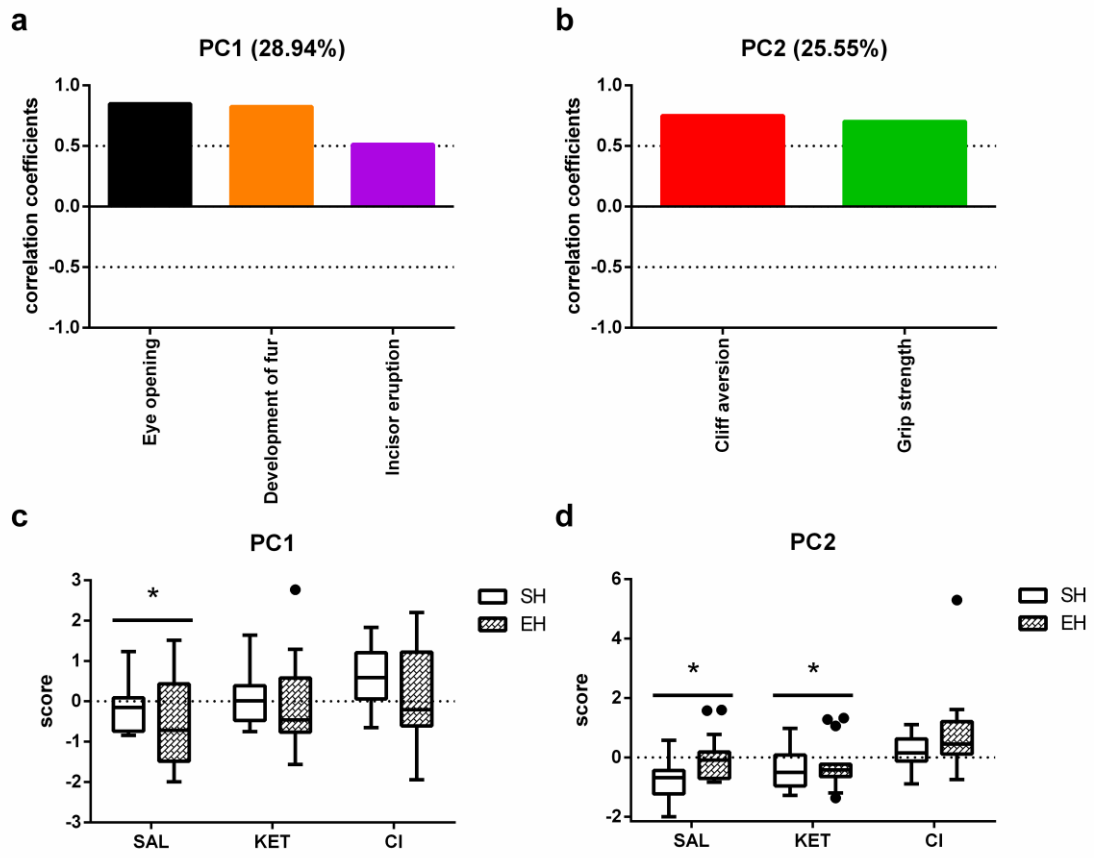 a
PC1 (28.94%)
correlation coefficients
1.0
0.5
0.0
-0.5
-1.0
Eye opening
Development of fur
Incisor eruption
b
PC2 (25.55%)
correlation coefficients
1.0
0.5
0.0
-0.5
-1.0
Cliff aversion
Grip strength
c
PC1
score
3
2
1
0
-1
-2
-3
*
SAL
KET
CI
SH
EH
d
PC2
score
6
4
2
0
-2
*
*
SAL
KET
CI
SH
EH